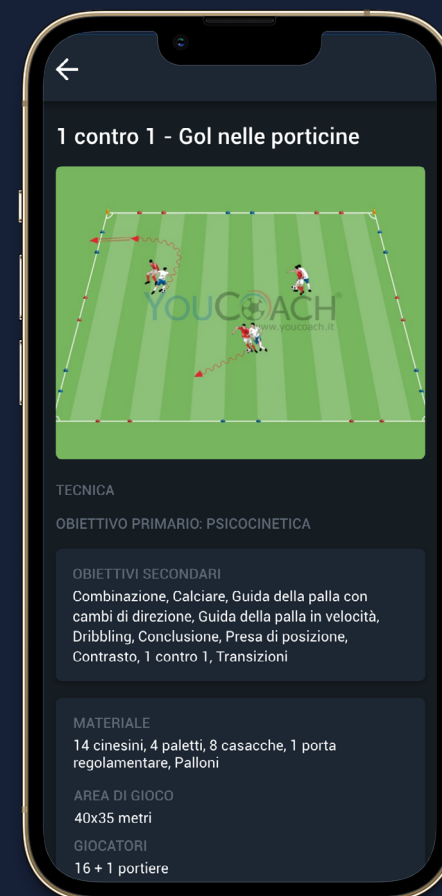 1 contro 1 - Gol nelle porticine
YOUCOACH
www.youcoach.it
TECNICA
OBIETTIVO PRIMARIO: PSICOCINETICA
OBIETTIVI SECONDARI
Combinazione, Calciare, Guida della palla con
cambi di direzione, Guida della palla in velocità,
Dribbling, Conclusione, Presa di posizione,
Contrasto, 1 contro 1, Transizioni
MATERIALE
14 cinesini, 4 paletti, 8 casacche, 1 porta
regolamentare, Palloni
AREA DI GIOCO
40x35 metri
GIOCATORI
16 + 1 portiere